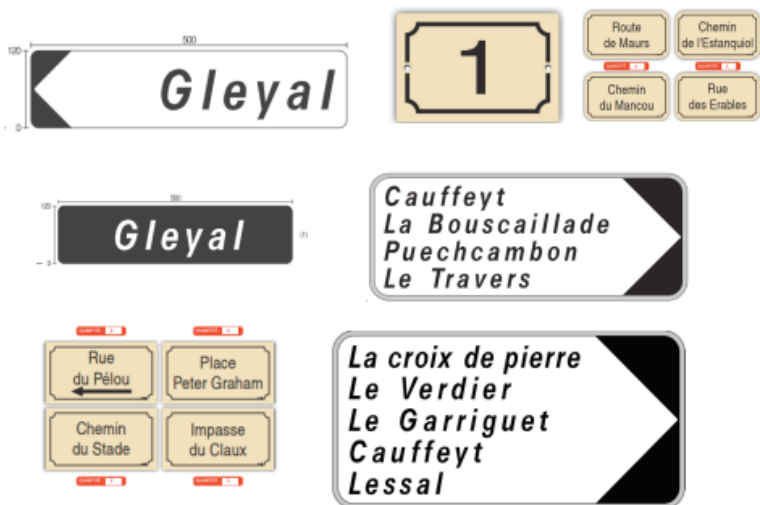 500
120
Gleyal
0
1
Route
de Maurs
Chemin
de l'Estanquiol
Chemin
du Mancou
Rue
des Erables
500
120
Gleyal
(1)
0
Cauffeyt
La Bouscaillade
Puechcambon
Le Travers
Rue
du Pélou
Place
Peter Graham
Chemin
du Stade
Impasse
du Claux
La croix de pierre
Le Verdier
Le Garriguet
Cauffeyt
Lessal